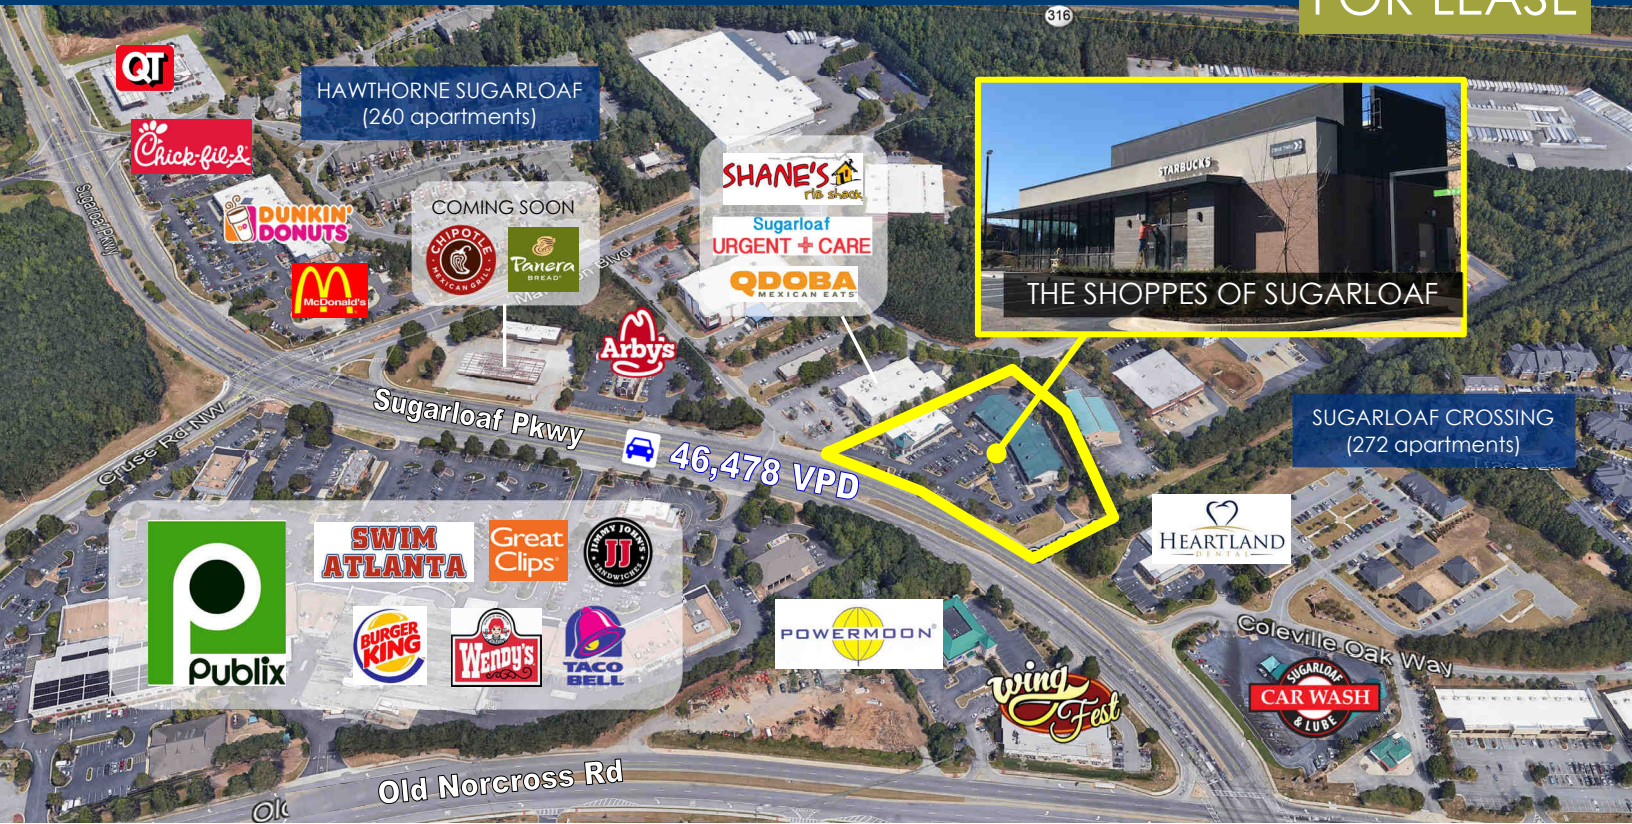 FOR LEASE
316
QT
HAWTHORNE SUGARLOAF
(260 apartments)
Chick-fil-A
Sugarloaf Pkwy
DUNKIN'
DONUTS
McDonald's
COMING SOON
CHIPOTLE
MEXICAN GRILL
Panera
BREAD
SHANE'S
rib shack
Sugarloaf
URGENT + CARE
QDOBA
MEXICAN EATS
Blvd
STARBUCKS
THE SHOPPES OF SUGARLOAF
Arby's
Sugarloaf Pkwy
46,478 VPD
Cruse Rd NW
SUGARLOAF CROSSING
(272 apartments)
HEARTLAND
DENTAL
Publix
SWIM
ATLANTA
Great
Clips
JIMMY JOHN'S
JJ
SANDWICHES
BURGER
KING
WENDY'S
TACO
BELL
POWERMOON
wing
Fest
Coleville Oak Way
SUGARLOAF
CAR WASH
& LUBE
Old Norcross Rd
Old